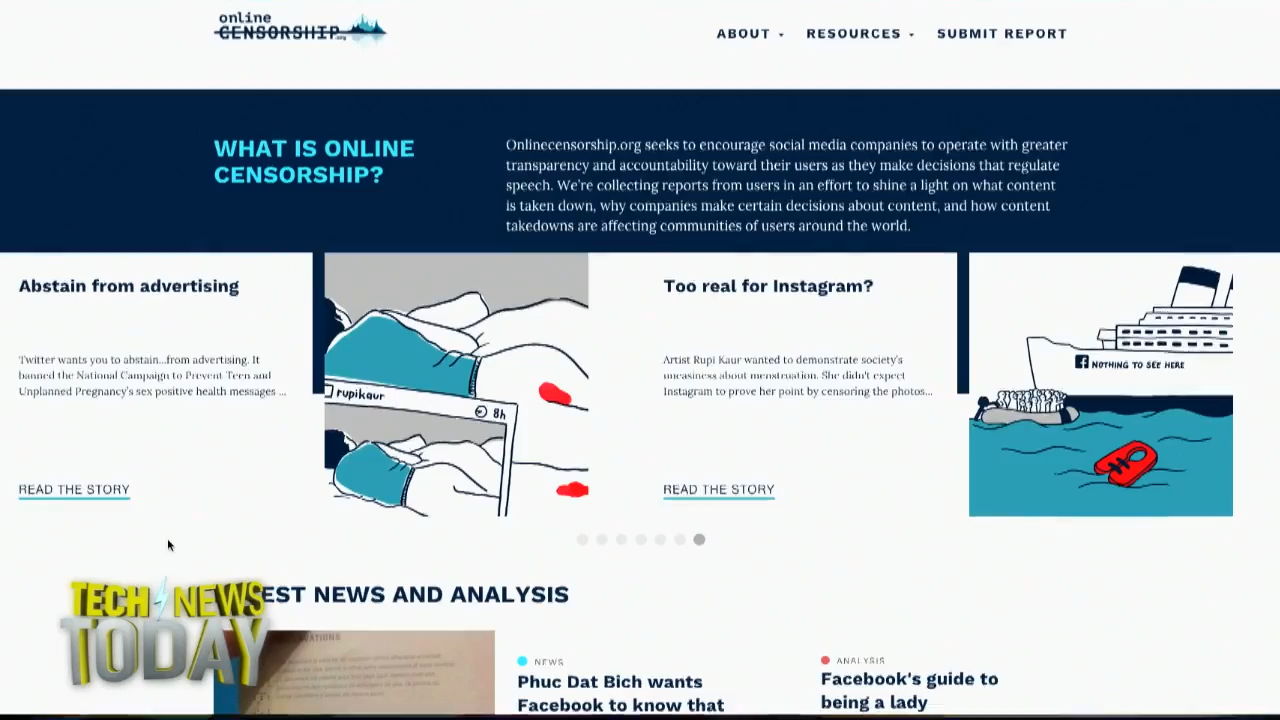 online
CENSORSHIP.org
ABOUT
RESOURCES
SUBMIT REPORT
WHAT IS ONLINE
CENSORSHIP?
Onlinecensorship.org seeks to encourage social media companies to operate with greater
transparency and accountability toward their users as they make decisions that regulate
speech. We're collecting reports from users in an effort to shine a light on what content
is taken down, why companies make certain decisions about content, and how content
takedowns are affecting communities of users around the world.
Abstain from advertising
Twitter wants you to abstain...from advertising. It
banned the National Campaign to Prevent Teen and
Unplanned Pregnancy's sex positive health messages ...
READ THE STORY
rupikaur
8h
Too real for Instagram?
Artist Rupi Kaur wanted to demonstrate society's
uneasiness about menstruation. She didn't expect
Instagram to prove her point by censoring the photos...
READ THE STORY
f NOTHING TO SEE HERE
TECH NEWS
TODAY
EST NEWS AND ANALYSIS
NEWS
Phuc Dat Bich wants
Facebook to know that
ANALYSIS
Facebook's guide to
being a lady